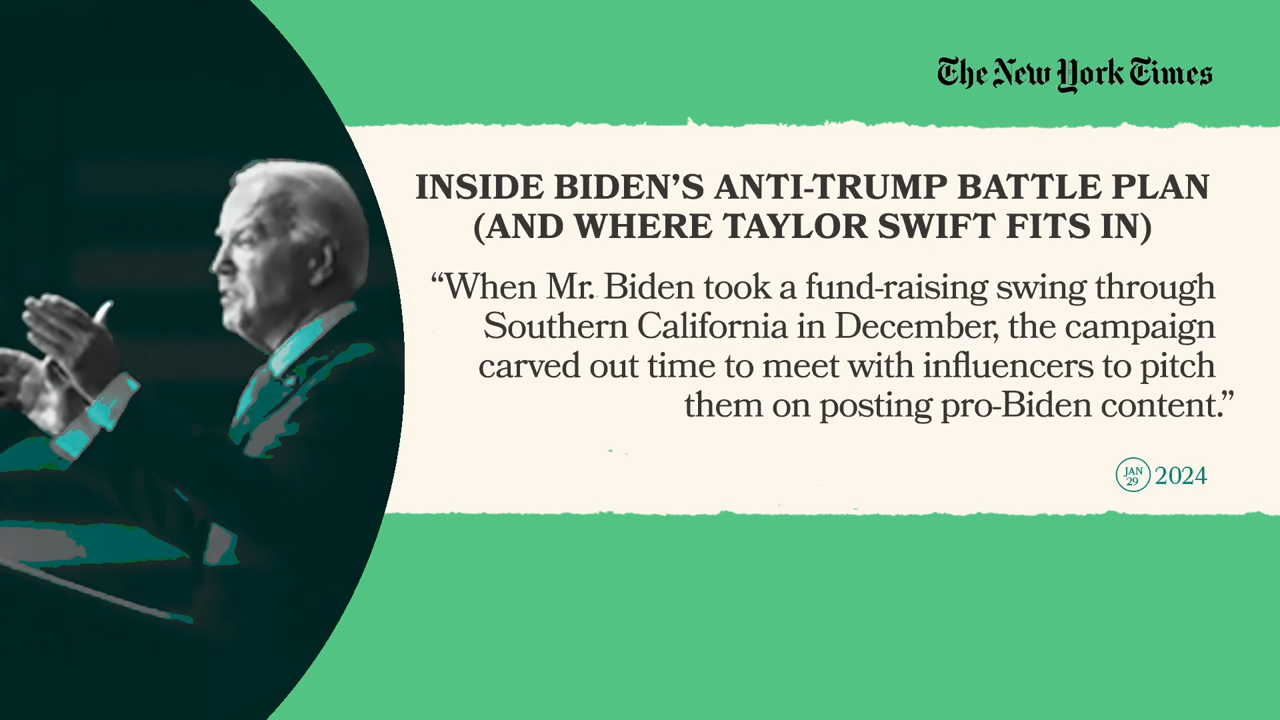 The New York Times
INSIDE BIDEN’S ANTI-TRUMP BATTLE PLAN
(AND WHERE TAYLOR SWIFT FITS IN)
“When Mr. Biden took a fund-raising swing through
Southern California in December, the campaign
carved out time to meet with influencers to pitch
them on posting pro-Biden content.”
JAN
29
2024